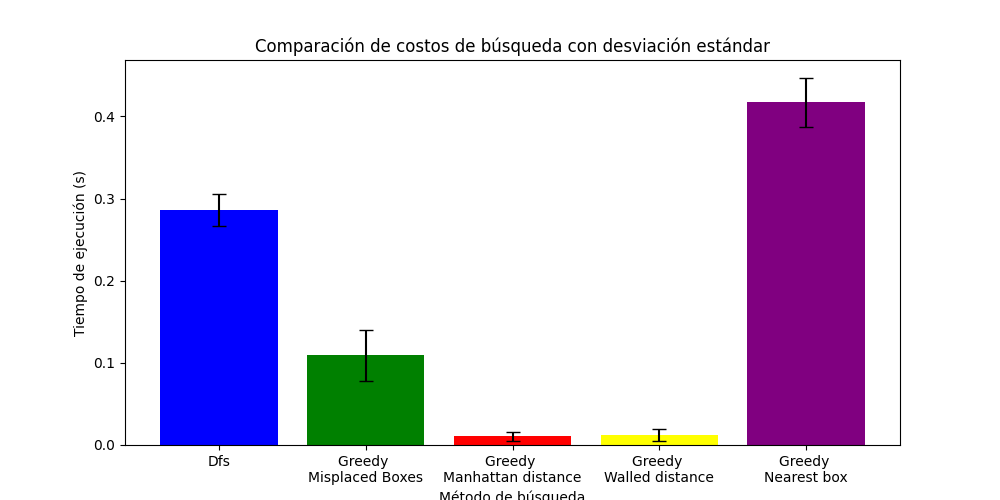 Comparación de costos de búsqueda con desviación estándar
Tiempo de ejecución (s)
0.4
0.3
0.2
0.1
0.0
Dfs
Greedy
Misplaced Boxes
Greedy
Manhattan distance
Greedy
Walled distance
Greedy
Nearest box
Método de búsqueda